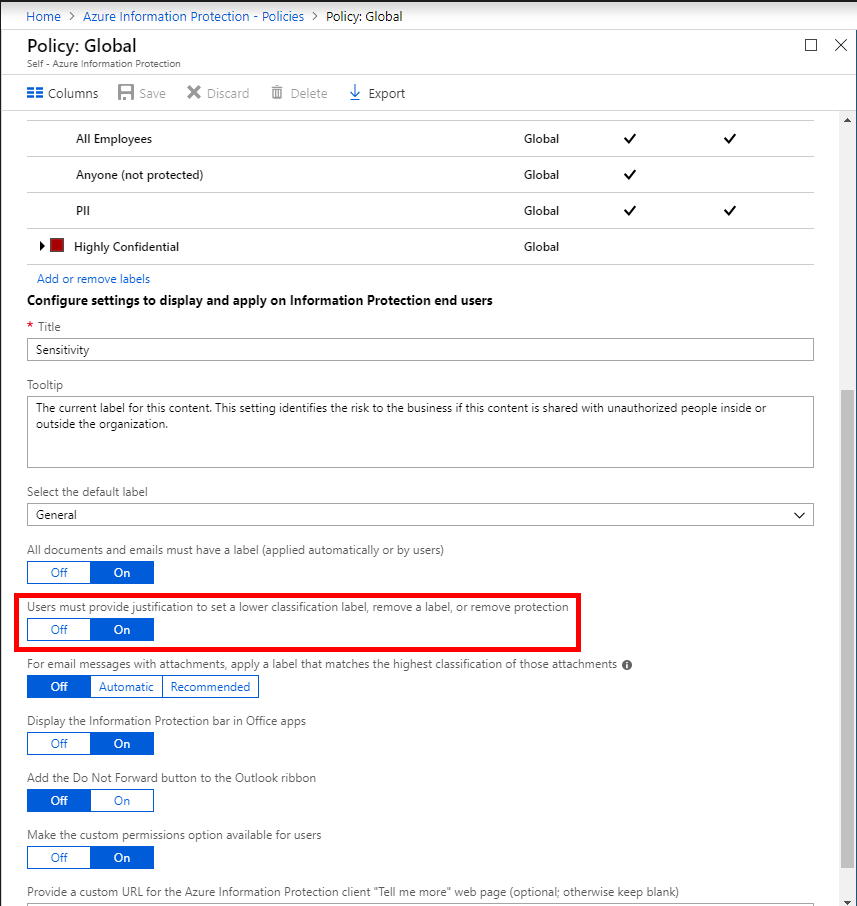 Home > Azure Information Protection - Policies > Policy: Global
Policy: Global
Self - Azure Information Protection
Columns Save Discard Delete Export
All Employees Global ✓ ✓
Anyone (not protected) Global ✓
PII Global ✓ ✓
Highly Confidential Global
Add or remove labels
Configure settings to display and apply on Information Protection end users
* Title
Sensitivity
Tooltip
The current label for this content. This setting identifies the risk to the business if this content is shared with unauthorized people inside or
outside the organization.
Select the default label
General
All documents and emails must have a label (applied automatically or by users)
Off On
Users must provide justification to set a lower classification label, remove a label, or remove protection
Off On
For email messages with attachments, apply a label that matches the highest classification of those attachments
Off Automatic Recommended
Display the Information Protection bar in Office apps
Off On
Add the Do Not Forward button to the Outlook ribbon
Off On
Make the custom permissions option available for users
Off On
Provide a custom URL for the Azure Information Protection client "Tell me more" web page (optional; otherwise keep blank)